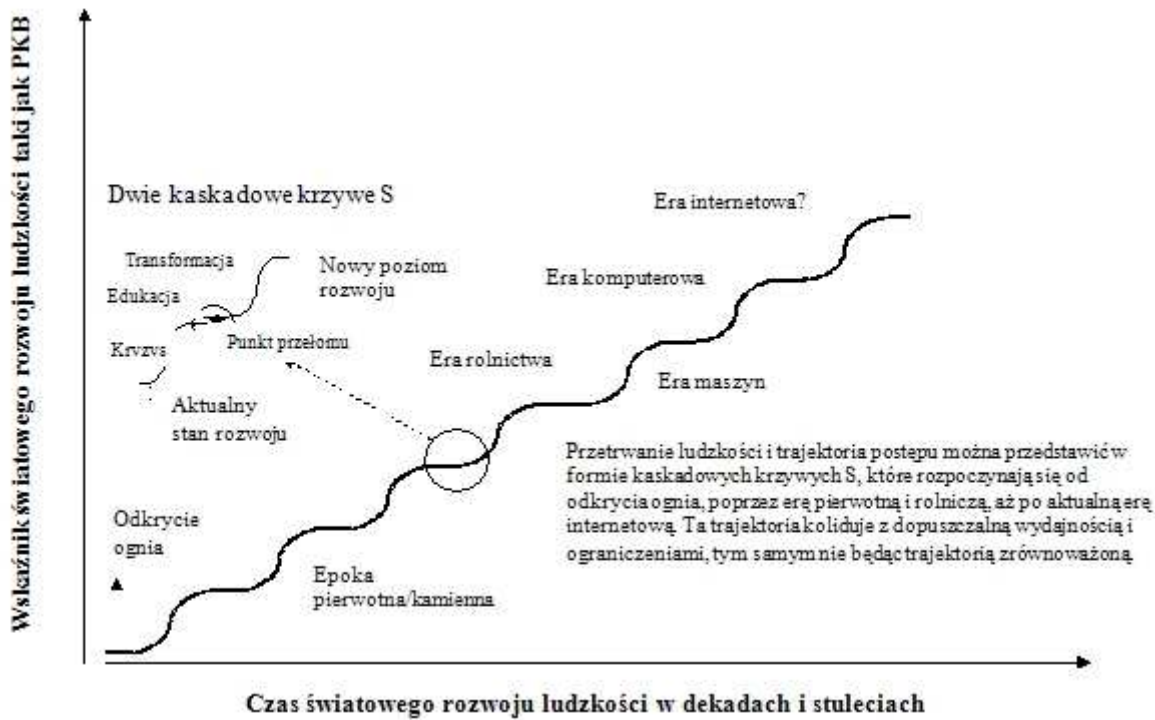 Wskaźnik światowego rozwoju ludzkości taki jak PKB
Dwie kaskadowe krzywe S
Transformacja
Edukacja
Kryzys
Nowy poziom
rozwoju
Punkt przełomu
Aktualny
stan rozwoju
Odkrycie
ognia
Epoka
pierwotna/kamienna
Era rolnictwa
Era maszyn
Era komputerowa
Era internetowa?
Przetrwanie ludzkości i trajektoria postępu można przedstawić w
formie kaskadowych krzywych S, które rozpoczynają się od
odkrycia ognia, poprzez erę pierwotną i rolniczą, aż po aktualną erę
internetową. Ta trajektoria koliduje z dopuszczalną wydajnością i
ograniczeniami, tym samym nie będąc trajektorią zrównoważoną.
Czas światowego rozwoju ludzkości w dekadach i stuleciach